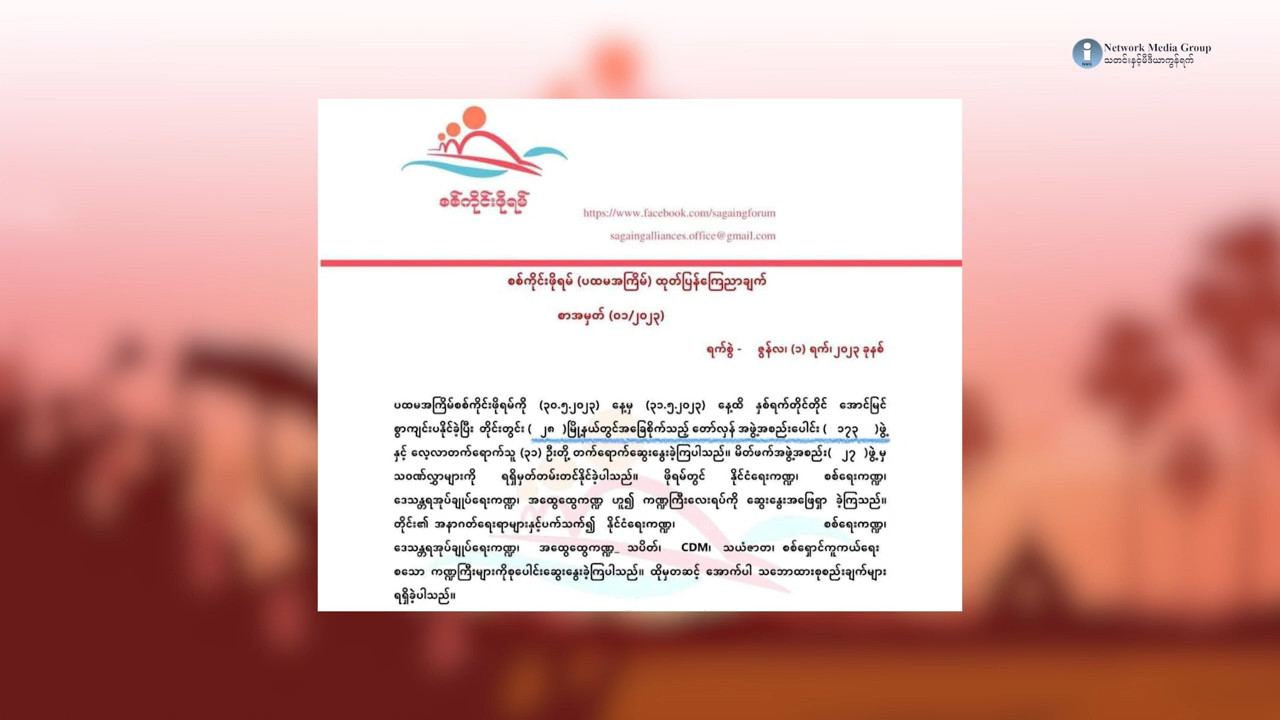 Network Media Group
သတင်းနှင့်မီဒီယာကွန်ရက်
NMG
စစ်ကိုင်းဖိုရမ်
https://www.facebook.com/sagaingforum
sagaingalliances.office@gmail.com
စစ်ကိုင်းဖိုရမ် (ပထမအကြိမ်) ထုတ်ပြန်ကြေညာချက်
စာအမှတ် (၀၁/၂၀၂၃)
ရက်စွဲ - ဇွန်လ၊ (၁) ရက်၊ ၂၀၂၃ ခုနှစ်
ပထမအကြိမ်စစ်ကိုင်းဖိုရမ်ကို (၃၀.၅.၂၀၂၃) နေ့မှ (၃၁.၅.၂၀၂၃) နေ့ထိ နှစ်ရက်တိုင်တိုင် အောင်မြင်
စွာကျင်းပနိုင်ခဲ့ပြီး တိုင်းတွင်း ( ၂၈ )မြို့နယ်တွင်အခြေစိုက်သည့် တော်လှန် အဖွဲ့အစည်းပေါင်း ( ၁၇၃ )ဖွဲ့
နှင့် လေ့လာတက်ရောက်သူ (၃၁) ဦးတို့ တက်ရောက်ဆွေးနွေးခဲ့ကြပါသည်။ မိတ်ဖက်အဖွဲ့အစည်း( ၂၇ )ဖွဲ့ မှ
သဝဏ်လွှာများကို ရရှိမှတ်တမ်းတင်နိုင်ခဲ့ပါသည်။ ဖိုရမ်တွင် နိုင်ငံရေးကဏ္ဍ၊ စစ်ရေးကဏ္ဍ၊
ဒေသန္တရအုပ်ချုပ်ရေးကဏ္ဍ၊ အထွေထွေကဏ္ဍ ဟူ၍ ကဏ္ဍကြီးလေးရပ်ကို ဆွေးနွေးအဖြေရှာ ခဲ့ကြသည်။
တိုင်း၏ အနာဂတ်ရေးရာများနှင့်ပက်သက်၍ နိုင်ငံရေးကဏ္ဍ၊ စစ်ရေးကဏ္ဍ၊
ဒေသန္တရအုပ်ချုပ်ရေးကဏ္ဍ၊ အထွေထွေကဏ္ဍ_ သပိတ်၊ CDM၊ သယံဇာတ၊ စစ်ရှောင်ကူကယ်ရေး
စသော ကဏ္ဍကြီးများကိုစုပေါင်းဆွေးနွေးခဲ့ကြပါသည်။ ထိုမှတဆင့် အောက်ပါ သဘောထားစုစည်းချက်များ
ရရှိခဲ့ပါသည်။